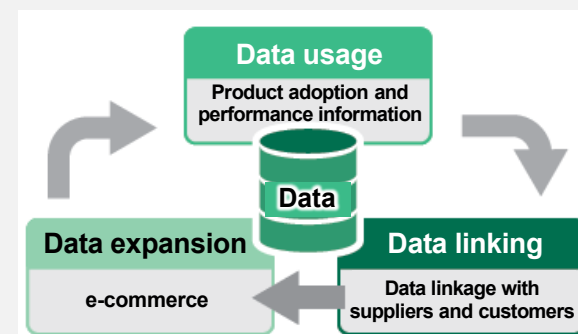 Data usage
Product adoption and
performance information
Data
Data expansion
e-commerce
Data linking
Data linkage with
suppliers and customers